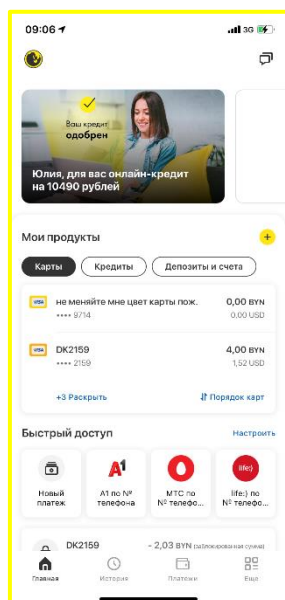 09:06 3G
Ваш кредит
одобрен
Юлия, для вас онлайн-кредит
на 10490 рублей
Мои продукты
Карты Кредиты Депозиты и счета
VISA не меняйте мне цвет карты пож. 0,00 BYN
•••• 9714 0,00 USD
VISA DK2159 4,00 BYN
•••• 2159 1,52 USD
+3 Раскрыть Порядок карт
Быстрый доступ Настроить
A1 life:)
Новый платеж
A1 по №
телефона
МТС по
№ телефо...
life:) по
№ телефо...
DK2159 - 2,03 BYN (заблокированная сумма)
Главная История Платежи Еще